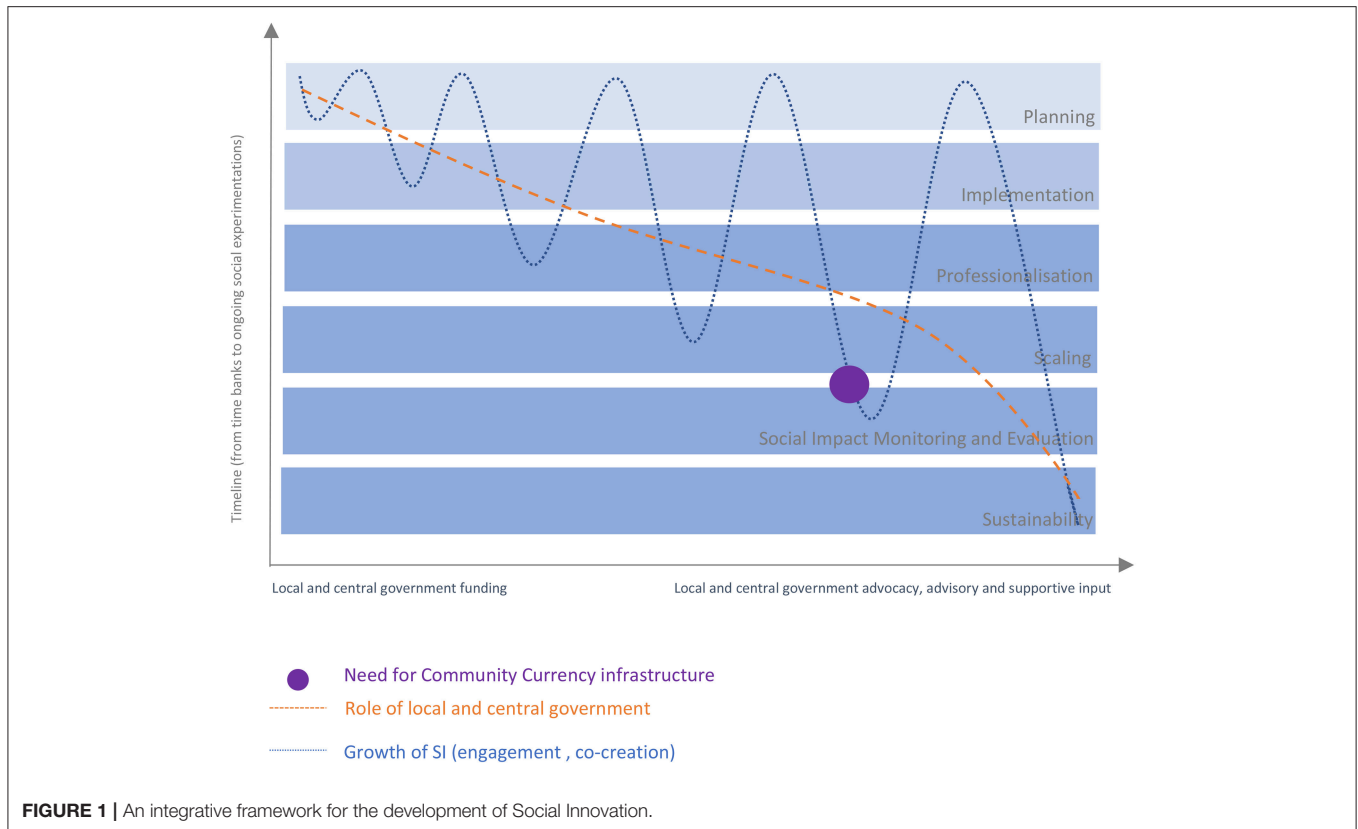 Timeline (from time banks to ongoing social experimentations)
Planning
Implementation
Professionalisation
Scaling
Social Impact Monitoring and Evaluation
Sustainability
Local and central government funding
Local and central government advocacy, advisory and supportive input
Need for Community Currency infrastructure
Role of local and central government
Growth of SI (engagement , co-creation)
FIGURE 1 | An integrative framework for the development of Social Innovation.